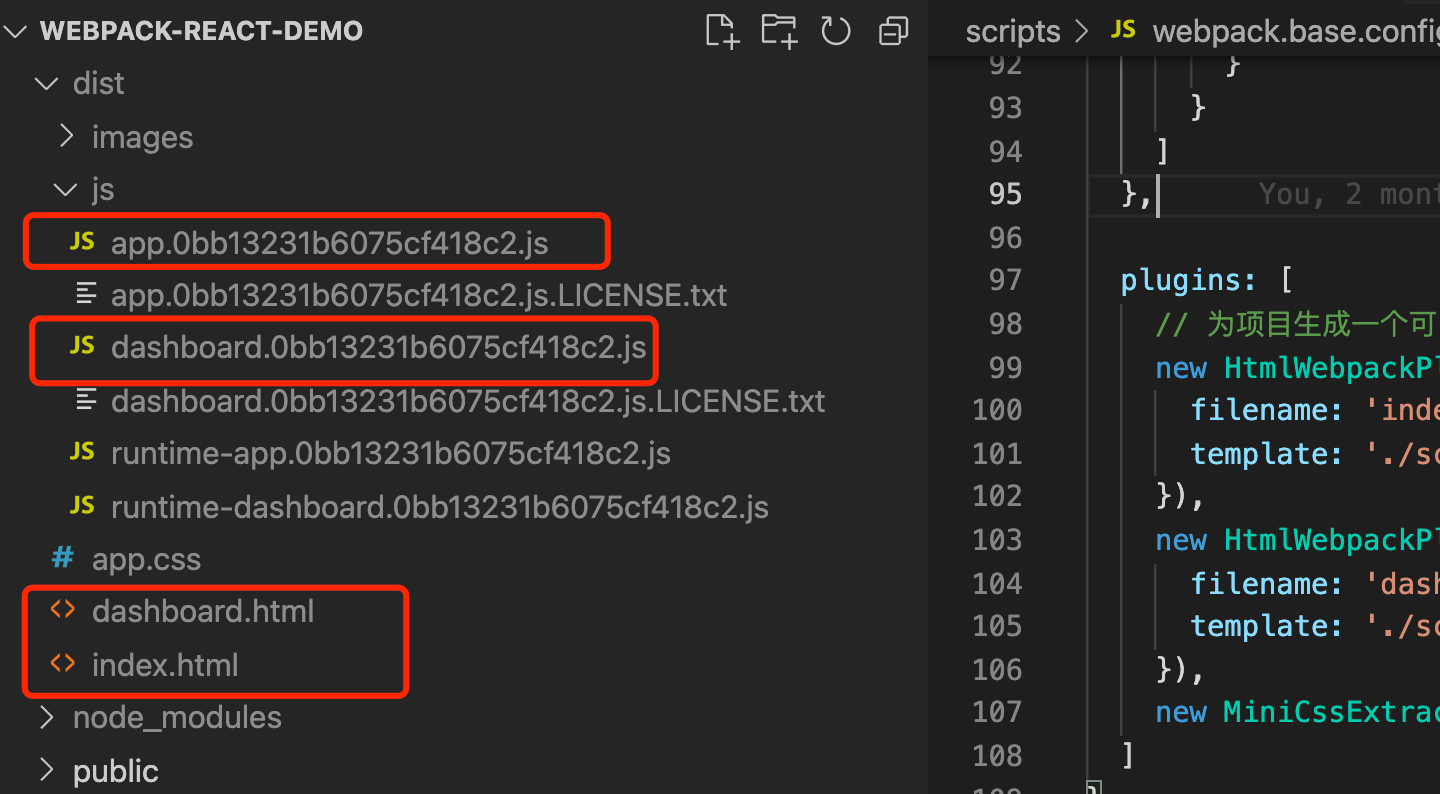 WEBPACK-REACT-DEMO
dist
images
js
JS app.0bb13231b6075cf418c2.js
app.0bb13231b6075cf418c2.js.LICENSE.txt
JS dashboard.0bb13231b6075cf418c2.js
dashboard.0bb13231b6075cf418c2.js.LICENSE.txt
JS runtime-app.0bb13231b6075cf418c2.js
JS runtime-dashboard.0bb13231b6075cf418c2.js
# app.css
<> dashboard.html
<> index.html
node_modules
public
scripts > JS webpack.base.config
92 }
93 }
94 ]
95 }, You, 2 mont
96
97 plugins: [
98 // 为项目生成一个可
99 new HtmlWebpackPl
100 filename: 'inde
101 template: './sc
102 }),
103 new HtmlWebpackPl
104 filename: 'dash
105 template: './sc
106 }),
107 new MiniCssExtrac
108 ]
109 }